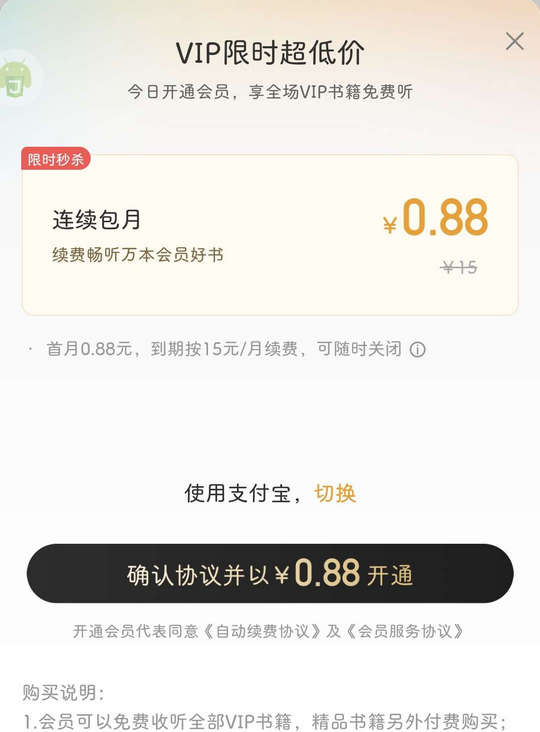 VIP限时超低价
今日开通会员，享全场VIP书籍免费听
限时秒杀
连续包月
¥0.88
续费畅听万本会员好书
¥15
· 首月0.88元，到期按15元/月续费，可随时关闭
使用支付宝，切换
确认协议并以¥0.88开通
开通会员代表同意《自动续费协议》及《会员服务协议》
购买说明：
1.会员可以免费收听全部VIP书籍，精品书籍另外付费购买；